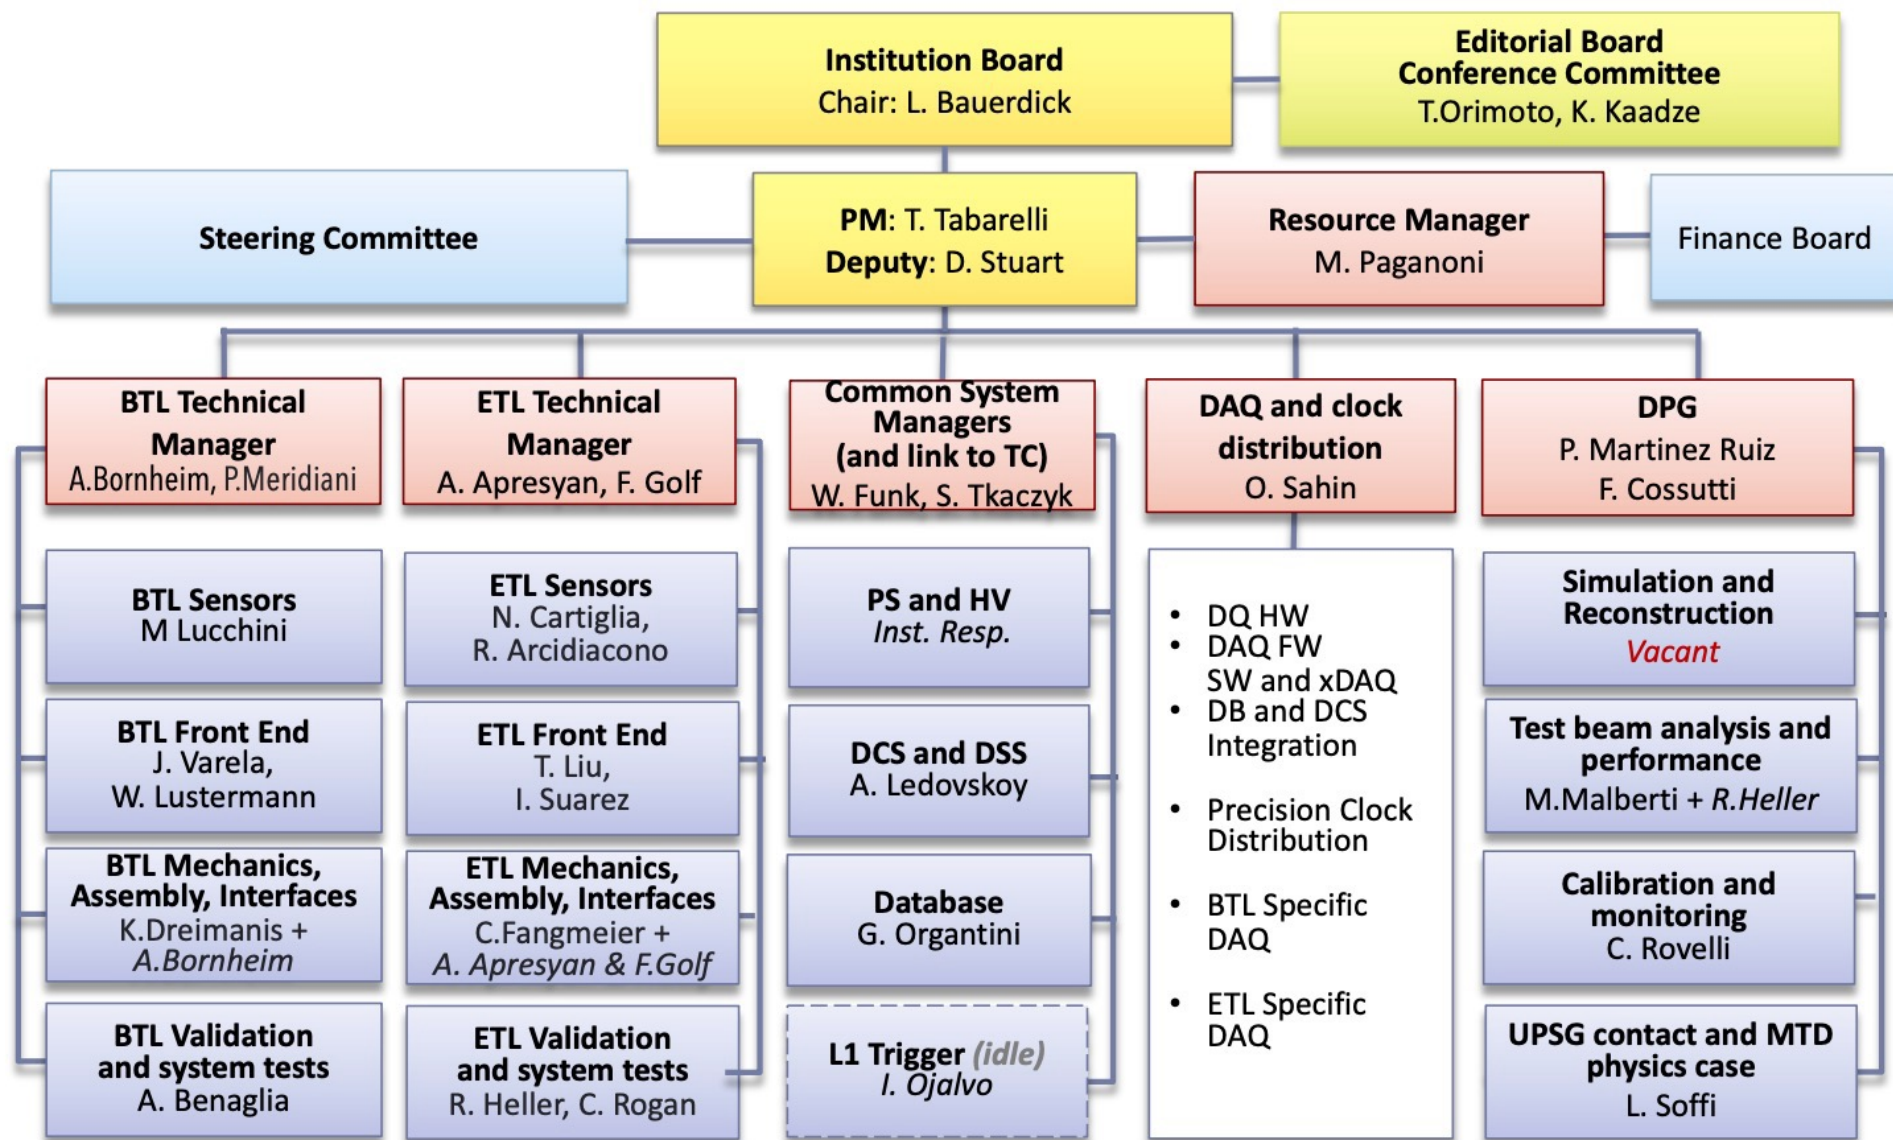 Institution Board
Chair: L. Bauerdick
Editorial Board
Conference Committee
T.Orimoto, K. Kaadze
Steering Committee
PM: T. Tabarelli
Deputy: D. Stuart
Resource Manager
M. Paganoni
Finance Board
BTL Technical
Manager
A.Bornheim, P.Meridiani
BTL Sensors
M Lucchini
BTL Front End
J. Varela,
W. Lustermann
BTL Mechanics,
Assembly, Interfaces
K.Dreimanis +
A.Bornheim
BTL Validation
and system tests
A. Benaglia
ETL Technical
Manager
A. Apresyan, F. Golf
ETL Sensors
N. Cartiglia,
R. Arcidiacono
ETL Front End
T. Liu,
I. Suarez
ETL Mechanics,
Assembly, Interfaces
C.Fangmeier +
A. Apresyan & F.Golf
ETL Validation
and system tests
R. Heller, C. Rogan
Common System
Managers
(and link to TC)
W. Funk, S. Tkaczyk
PS and HV
Inst. Resp.
DCS and DSS
A. Ledovskoy
Database
G. Organtini
L1 Trigger (idle)
I. Ojalvo
DAQ and clock
distribution
O. Sahin
• DQ HW
• DAQ FW
SW and xDAQ
• DB and DCS
Integration
• Precision Clock
Distribution
• BTL Specific
DAQ
• ETL Specific
DAQ
DPG
P. Martinez Ruiz
F. Cossutti
Simulation and
Reconstruction
Vacant
Test beam analysis and
performance
M.Malberti + R.Heller
Calibration and
monitoring
C. Rovelli
UPSG contact and MTD
physics case
L. Soffi